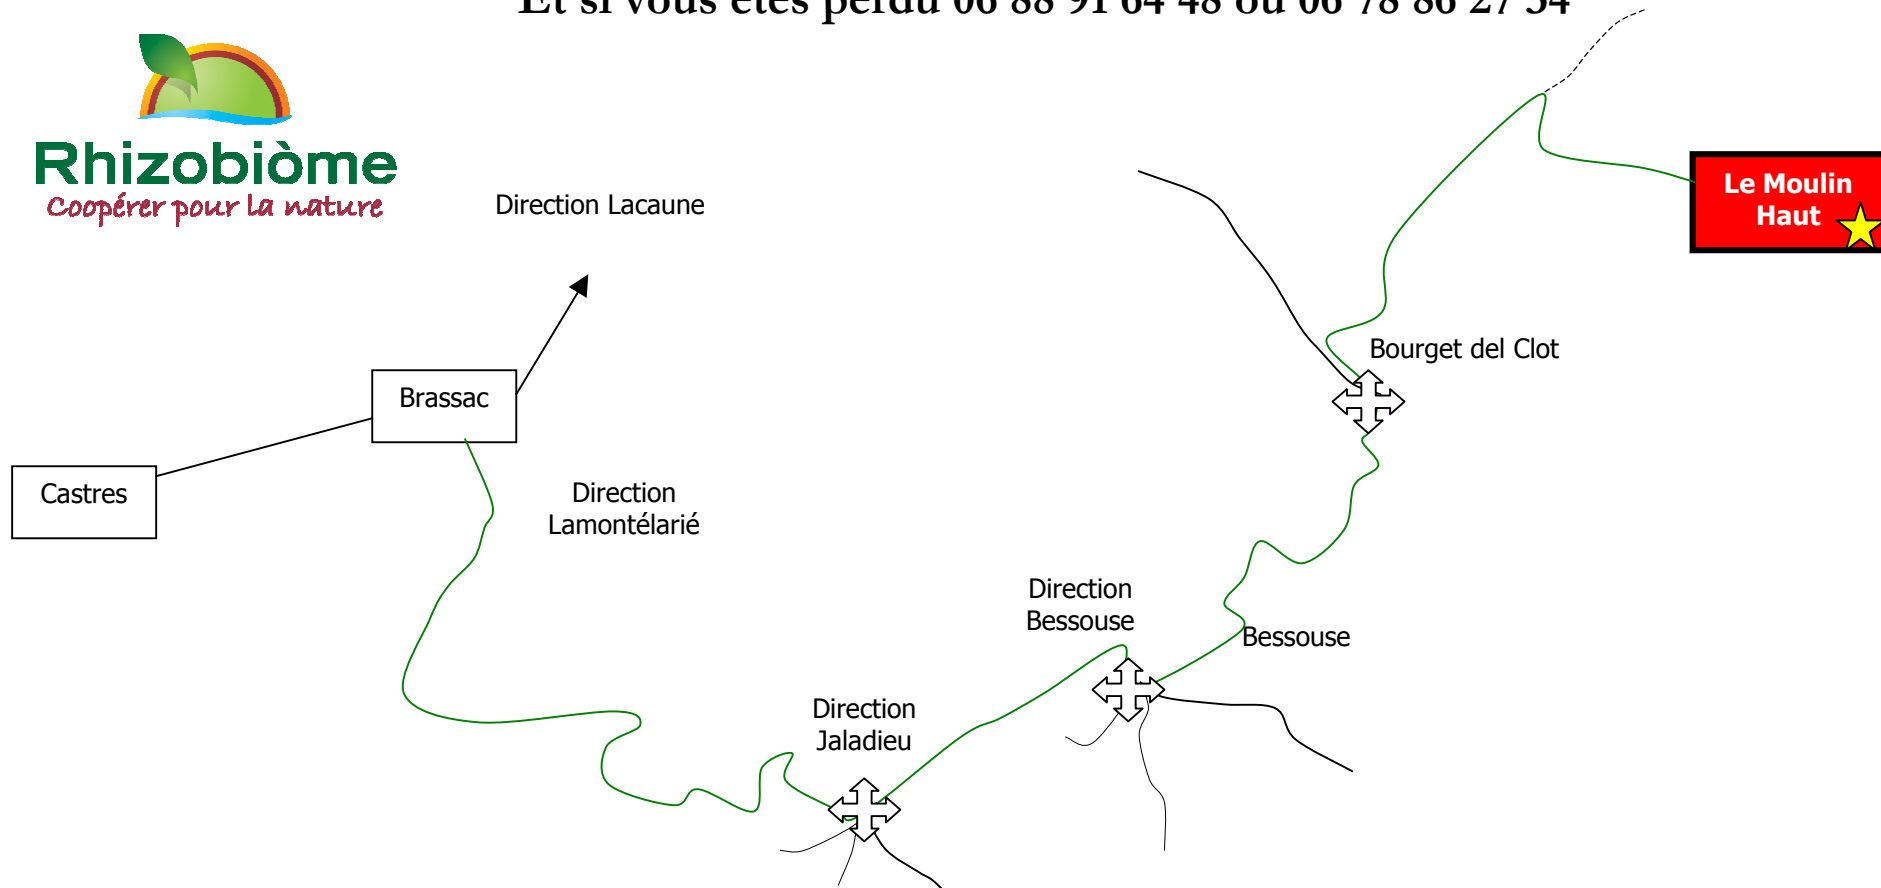 Et si vous êtes perdu 06 88 91 64 48 ou 06 78 86 27 54
Rhizobiòme
Coopérer pour la nature
Direction Lacaune
Le Moulin
Haut
Bourget del Clot
Brassac
Castres
Direction
Lamontélarié
Direction
Bessouse
Bessouse
Direction
Jaladieu